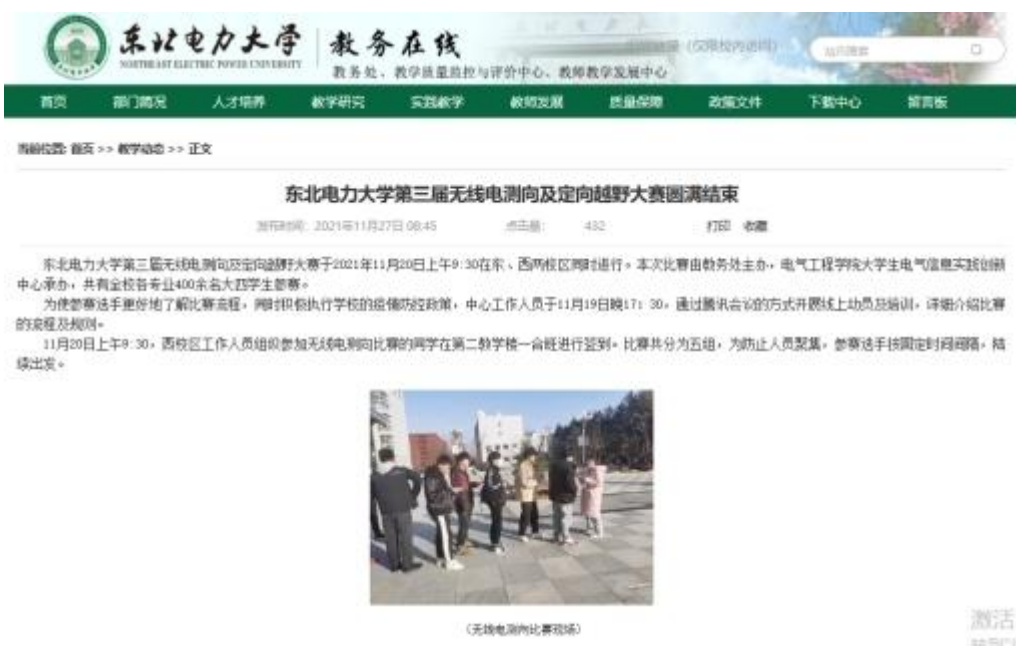 东北电力大学
NORTHEAST ELECTRIC POWER UNIVERSITY
教务在线
教务处、教学质量监控与评价中心、教师教学发展中心
(仅限校内访问)
站内搜索
首页 部门概况 人才培养 教学研究 实践教学 教师发展 质量保障 政策文件 下载中心 留言板
当前位置: 首页 >> 教学动态 >> 正文
东北电力大学第三届无线电测向及定向越野大赛圆满结束
发布时间: 2021年11月27日 08:45 点击量: 432 打印 收藏
东北电力大学第三届无线电测向及定向越野大赛于2021年11月20日上午9:30在东、西两校区同时进行。本次比赛由教务处主办，电气工程学院大学生电气信息实践创新
中心承办，共有全校各专业400余名大四学生参赛。
为使参赛选手更好地了解比赛流程，同时积极执行学校的疫情防控政策，中心工作人员于11月19日晚17：30，通过腾讯会议的方式开展线上动员及培训，详细介绍比赛
的流程及规则。
11月20日上午9:30，西校区工作人员组织参加无线电测向比赛的同学在第二教学楼一台阶进行签到。比赛共分为五组，为防止人员聚集，参赛选手按固定时间间隔，陆
续出发。
(无线电测向比赛现场)
激活